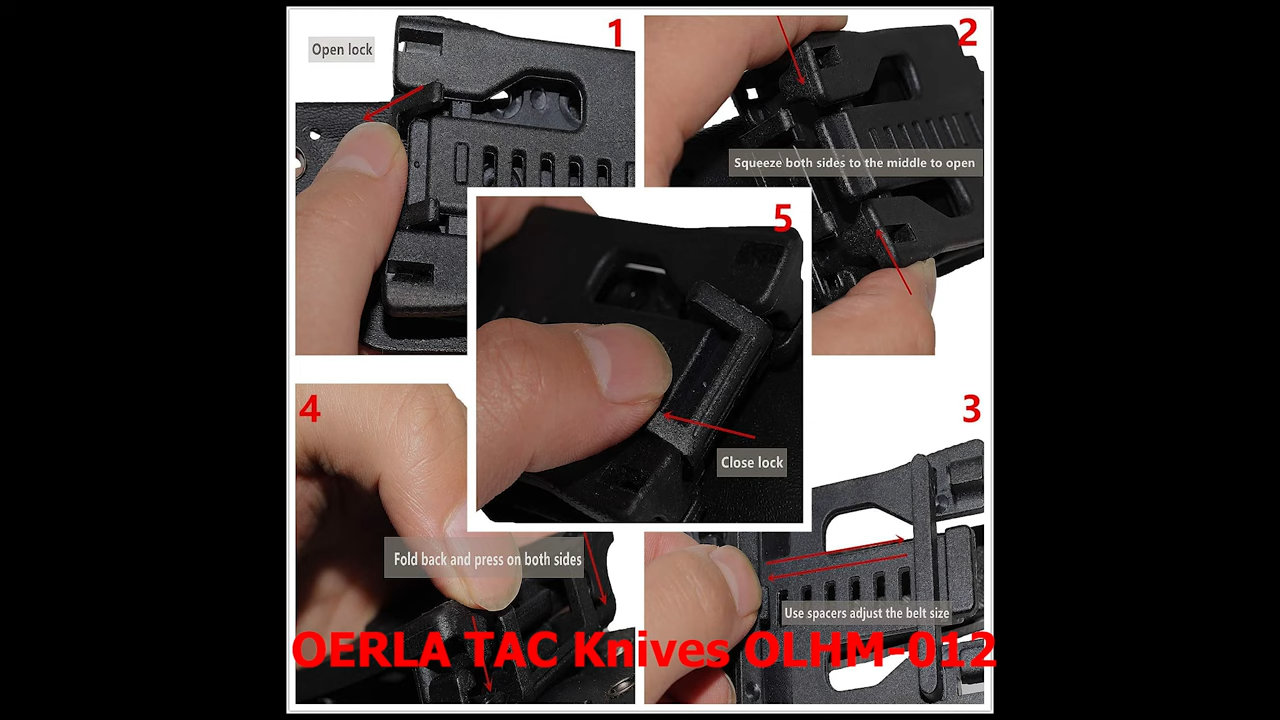 1
Open lock
2
Squeeze both sides to the middle to open
5
Close lock
4
Fold back and press on both sides
3
Use spacers adjust the belt size
OERLA TAC Knives OLHM-012